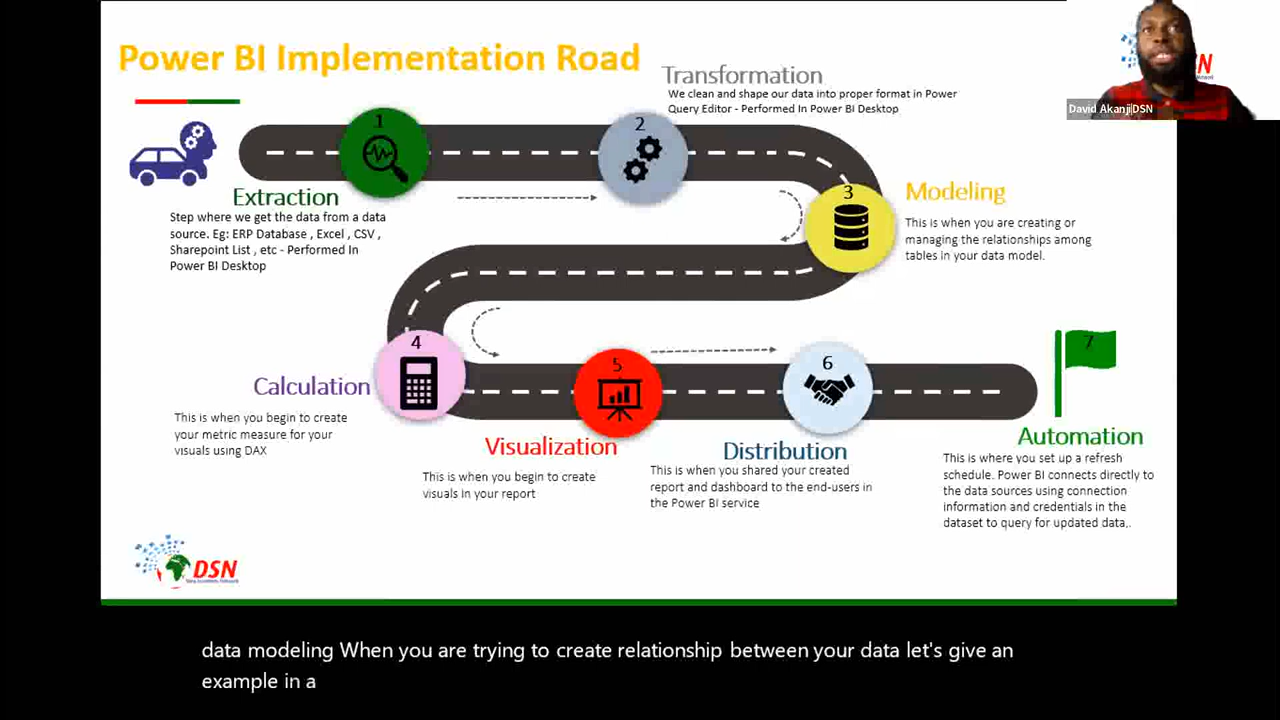 Power BI Implementation Road
Transformation
We clean and shape our data into proper format in Power
Query Editor - Performed In Power BI Desktop
N
David Akanji|DSN
1
2
3
Extraction
Step where we get the data from a data
source. Eg: ERP Database , Excel , CSV ,
Sharepoint List , etc - Performed In
Power BI Desktop
Modeling
This is when you are creating or
managing the relationships among
tables in your data model.
4
5
6
7
Calculation
This is when you begin to create
your metric measure for your
visuals using DAX
Visualization
This is when you begin to create
visuals in your report
Distribution
This is when you shared your created
report and dashboard to the end-users in
the Power BI service
Automation
This is where you set up a refresh
schedule. Power BI connects directly to
the data sources using connection
information and credentials in the
dataset to query for updated data,.
DSN
data modeling When you are trying to create relationship between your data let's give an
example in a